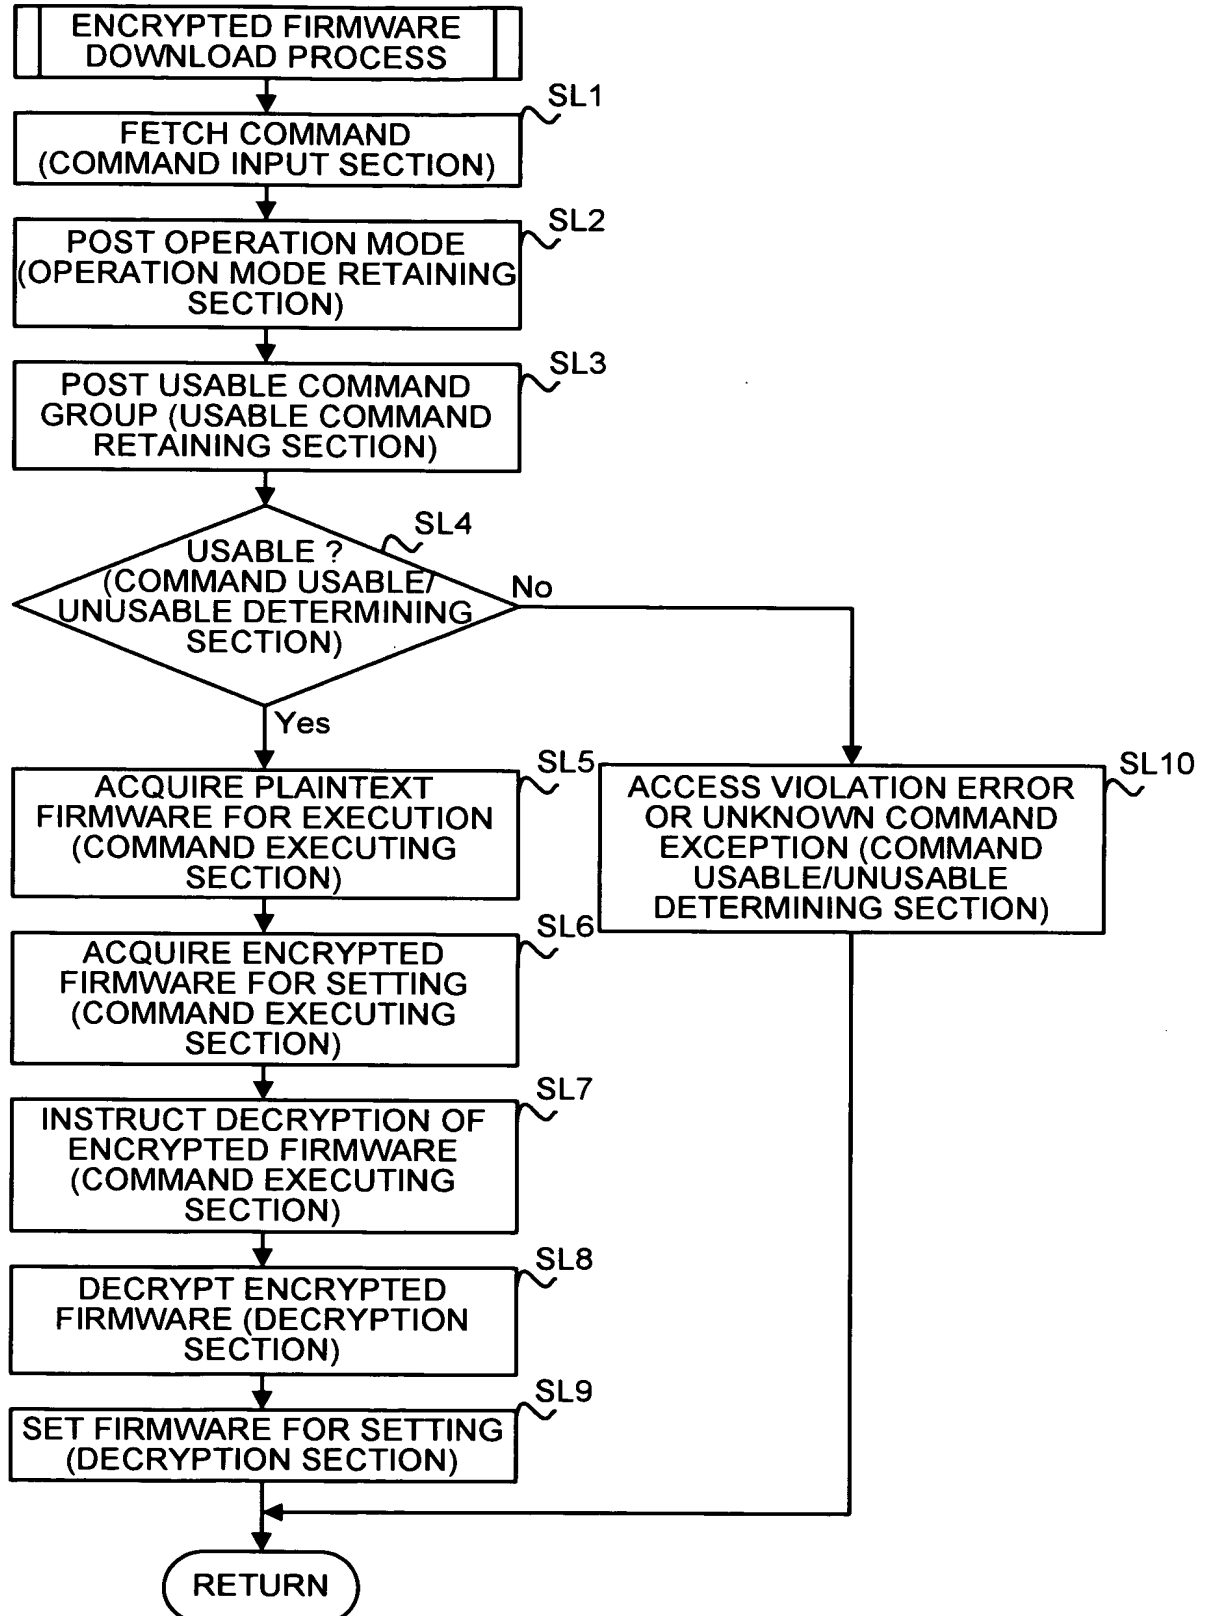 ENCRYPTED FIRMWARE
DOWNLOAD PROCESS
SL1
FETCH COMMAND
(COMMAND INPUT SECTION)
SL2
POST OPERATION MODE
(OPERATION MODE RETAINING
SECTION)
SL3
POST USABLE COMMAND
GROUP (USABLE COMMAND
RETAINING SECTION)
SL4
USABLE ?
(COMMAND USABLE/
UNUSABLE DETERMINING
SECTION)
No
Yes
SL5
ACQUIRE PLAINTEXT
FIRMWARE FOR EXECUTION
(COMMAND EXECUTING
SECTION)
SL10
ACCESS VIOLATION ERROR
OR UNKNOWN COMMAND
EXCEPTION (COMMAND
USABLE/UNUSABLE
DETERMINING SECTION)
SL6
ACQUIRE ENCRYPTED
FIRMWARE FOR SETTING
(COMMAND EXECUTING
SECTION)
SL7
INSTRUCT DECRYPTION OF
ENCRYPTED FIRMWARE
(COMMAND EXECUTING
SECTION)
SL8
DECRYPT ENCRYPTED
FIRMWARE (DECRYPTION
SECTION)
SL9
SET FIRMWARE FOR SETTING
(DECRYPTION SECTION)
RETURN